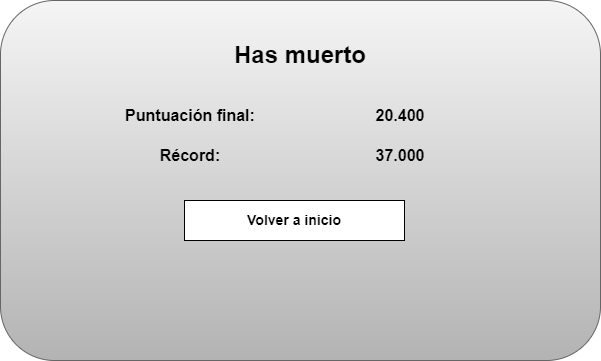 Has muerto
Puntuación final: 20.400
Récord: 37.000
Volver a inicio